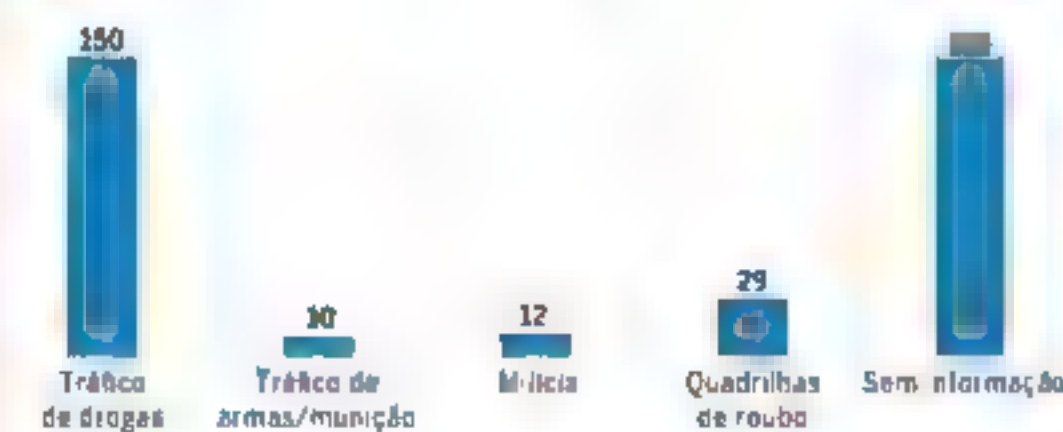 150
10
12
29
Tráfico
de drogas
Tráfico de
armas/munição
Milícia
Quadrilhas
de roubo
Sem informação